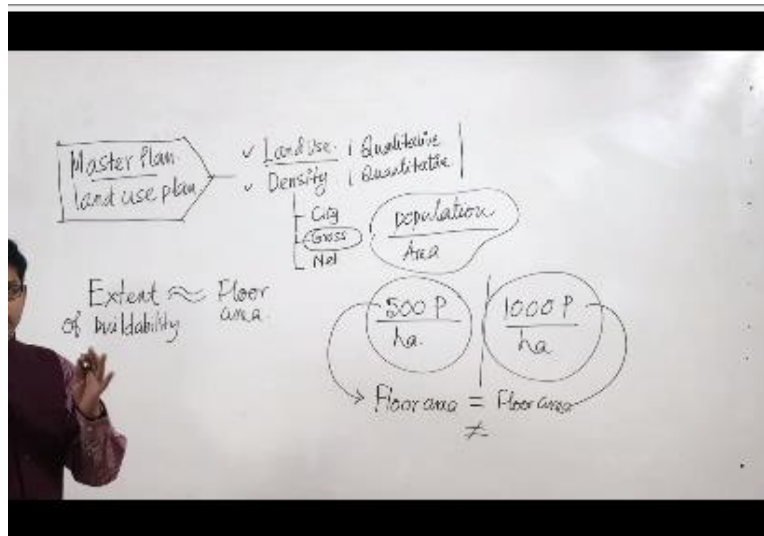 Master Plan.
land use plan
✓ Land Use. | Qualitative
✓ Density | Quantitative
City
Gross
Net
population
Area
Extent ≈ Floor
of buildability area.
500 P
ha.
1000 P
ha
Floor area = Floor area
≠